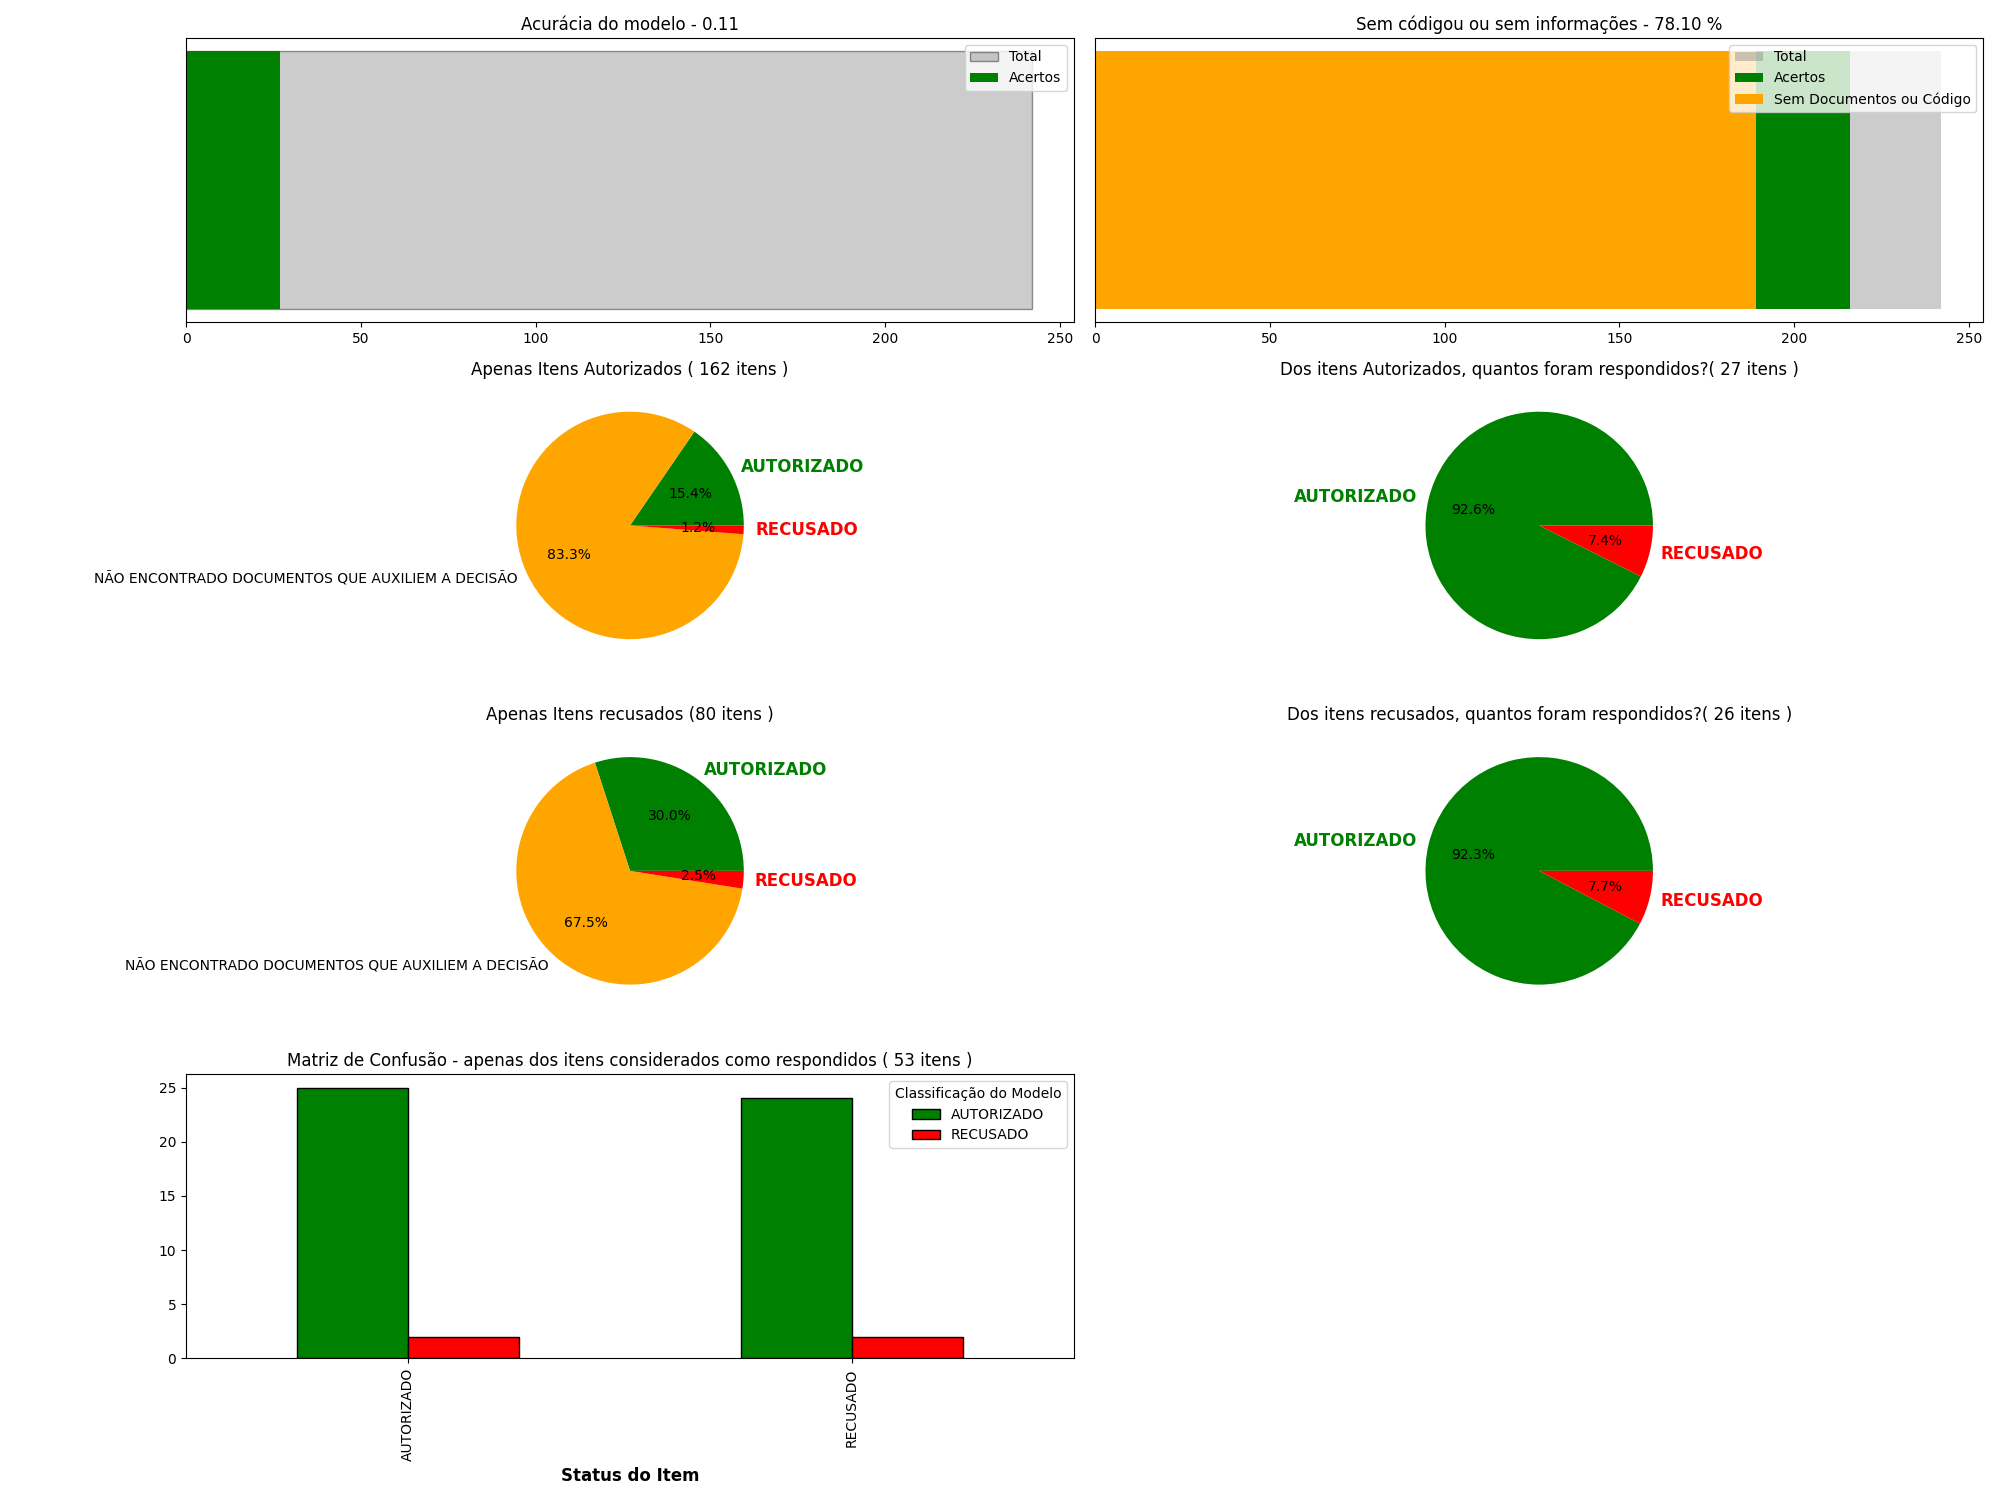 Acurácia do modelo - 0.11
Total
Acertos
0 50 100 150 200 250
Sem códigou ou sem informações - 78.10 %
Total
Acertos
Sem Documentos ou Código
0 50 100 150 200 250
Apenas Itens Autorizados ( 162 itens )
AUTORIZADO
15.4%
1.2%
RECUSADO
83.3%
NÃO ENCONTRADO DOCUMENTOS QUE AUXILIEM A DECISÃO
Dos itens Autorizados, quantos foram respondidos?( 27 itens )
AUTORIZADO
92.6%
7.4%
RECUSADO
Apenas Itens recusados (80 itens )
AUTORIZADO
30.0%
2.5%
RECUSADO
67.5%
NÃO ENCONTRADO DOCUMENTOS QUE AUXILIEM A DECISÃO
Dos itens recusados, quantos foram respondidos?( 26 itens )
AUTORIZADO
92.3%
7.7%
RECUSADO
Matriz de Confusão - apenas dos itens considerados como respondidos ( 53 itens )
Classificação do Modelo
AUTORIZADO
RECUSADO
25
20
15
10
5
0
AUTORIZADO
RECUSADO
Status do Item